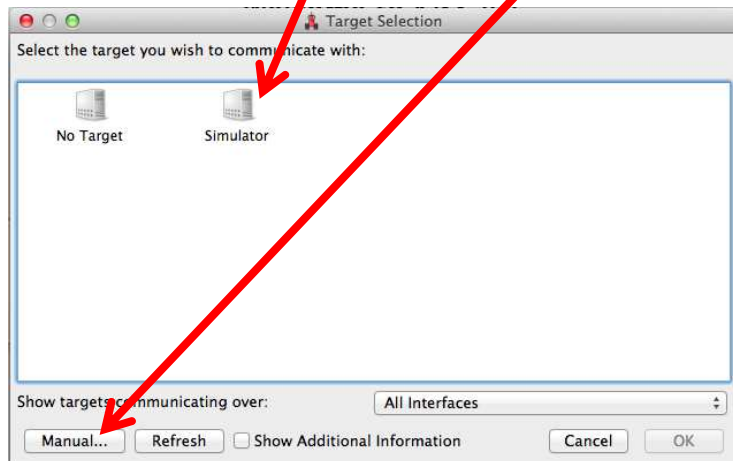 Target Selection
Select the target you wish to communicate with:
No Target Simulator
Show targets communicating over: All Interfaces
Manual... Refresh Show Additional Information Cancel OK